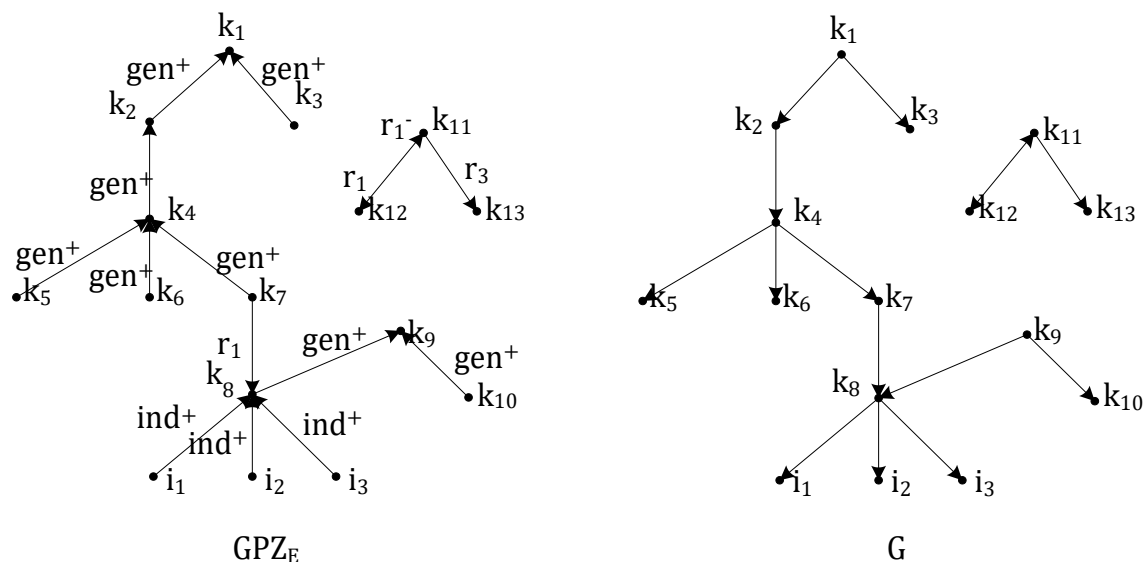 k₁
gen⁺ gen⁺
k₂ k₃
r₁⁻ k₁₁
r₁ r₃
k₁₂ k₁₃
gen⁺
k₄
gen⁺ gen⁺ gen⁺
k₅ k₆ k₇
r₁ gen⁺ k₉
k₈ gen⁺
k₁₀
ind⁺ ind⁺ ind⁺
i₁ i₂ i₃
GPZ_E
k₁
k₂ k₃
k₁₁
k₁₂ k₁₃
k₄
k₅ k₆ k₇
k₉
k₈
k₁₀
i₁ i₂ i₃
G